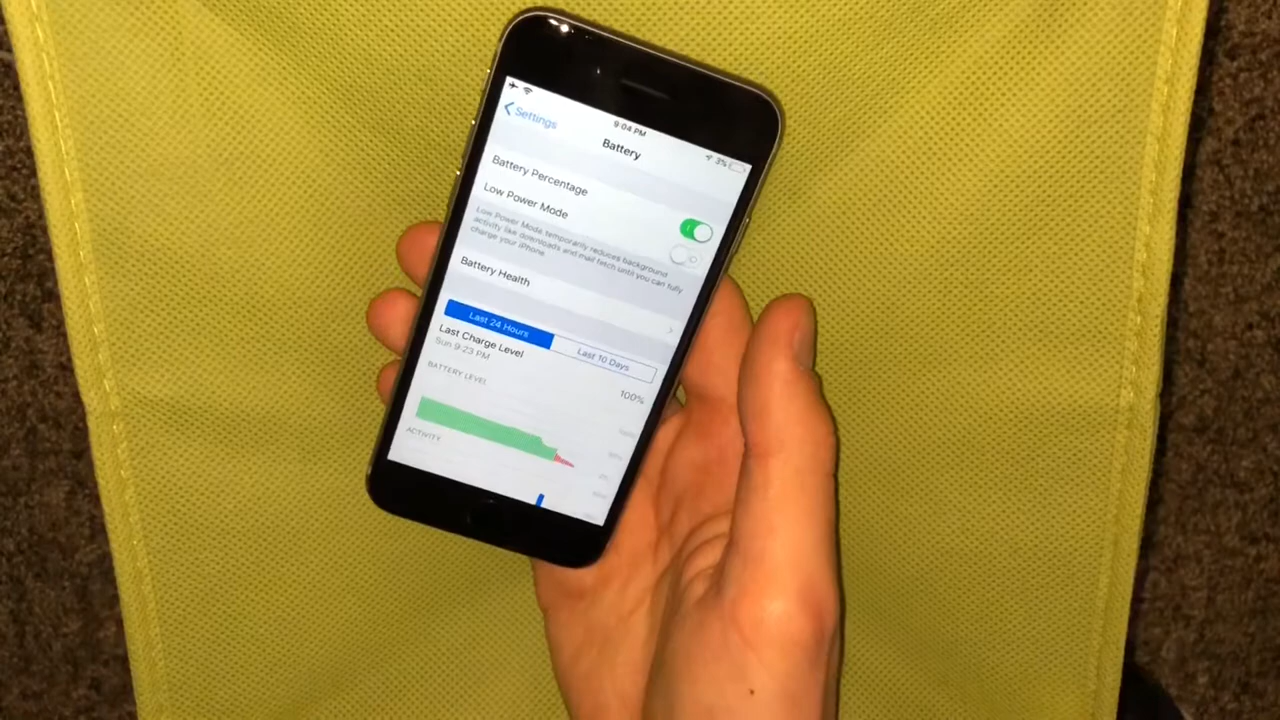 9:04 PM
3%
Settings
Battery
Battery Percentage
Low Power Mode
Low Power Mode temporarily reduces background
activity like downloads and mail fetch until you can fully
charge your iPhone.
Battery Health
Last 24 Hours
Last 10 Days
Last Charge Level
Sun 9:23 PM
100%
BATTERY LEVEL
ACTIVITY